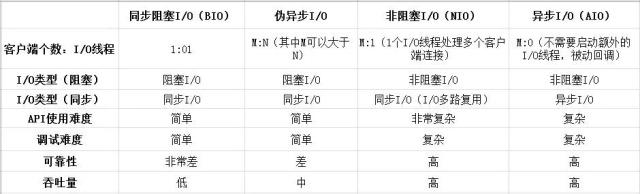 同步阻塞I/O（BIO） 伪异步I/O 非阻塞I/O（NIO） 异步I/O（AIO）
客户端个数：I/O线程 1:01 M:N（其中M可以大于N） M:1（1个I/O线程处理多个客户端连接） M:0（不需要启动额外的I/O线程，被动回调）
I/O类型（阻塞） 阻塞I/O 阻塞I/O 非阻塞I/O 非阻塞I/O
I/O类型（同步） 同步I/O 同步I/O 同步I/O（I/O多路复用） 异步I/O
API使用难度 简单 简单 非常复杂 复杂
调试难度 简单 简单 复杂 复杂
可靠性 非常差 差 高 高
吞吐量 低 中 高 高